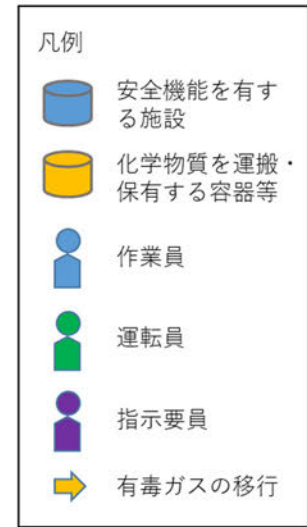 凡例
安全機能を有す
る施設
化学物質を運搬・
保有する容器等
作業員
運転員
指示要員
有毒ガスの移行